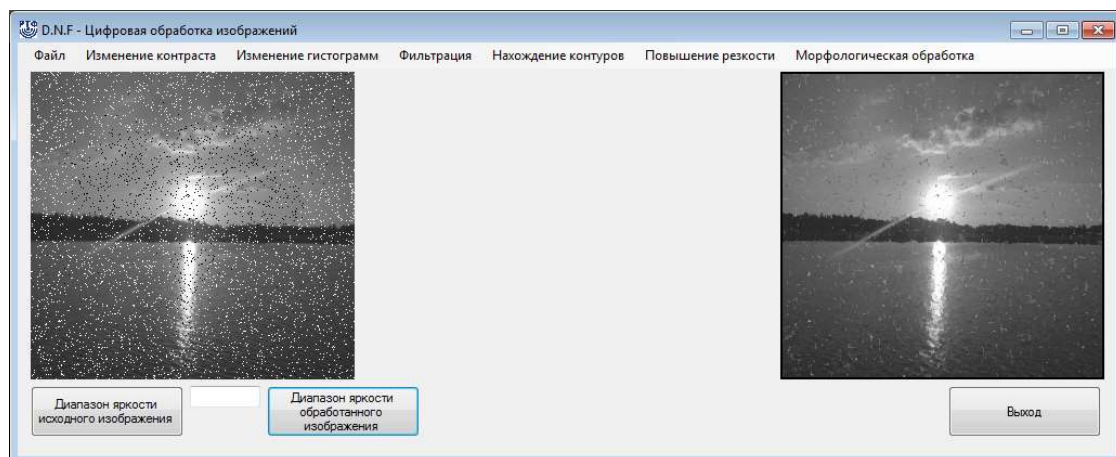 РТФ
D.N.F - Цифровая обработка изображений
Файл Изменение контраста Изменение гистограмм Фильтрация Нахождение контуров Повышение резкости Морфологическая обработка
Диапазон яркости
исходного изображения
Диапазон яркости
обработанного
изображения
Выход